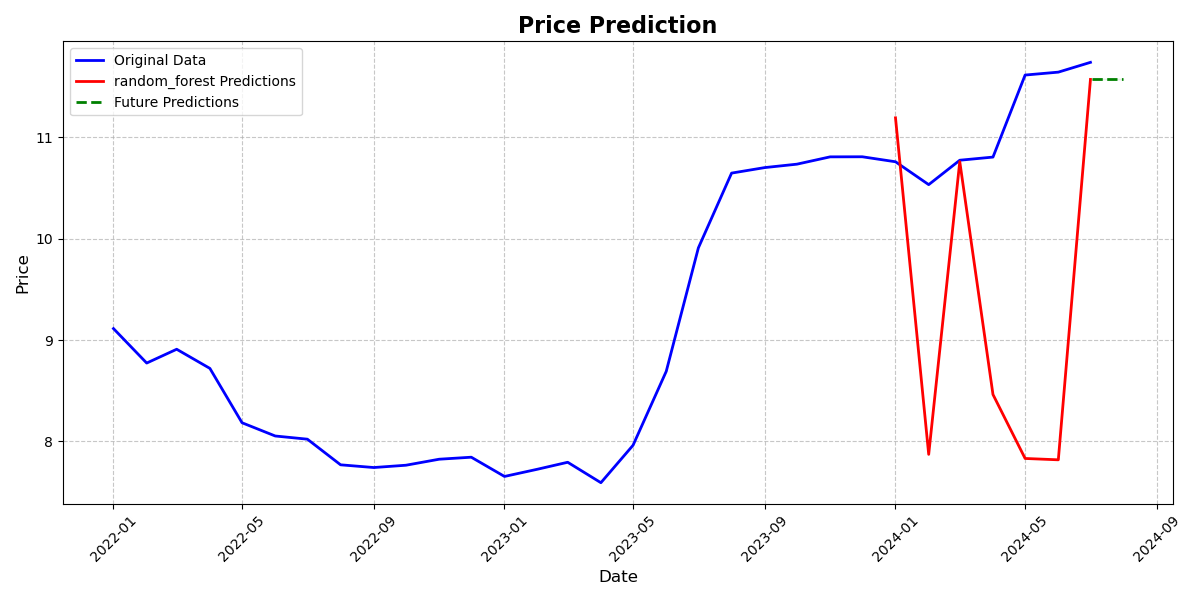 Price Prediction
Original Data
random_forest Predictions
Future Predictions
Price
11
10
9
8
2022-01
2022-05
2022-09
2023-01
2023-05
2023-09
2024-01
2024-05
2024-09
Date